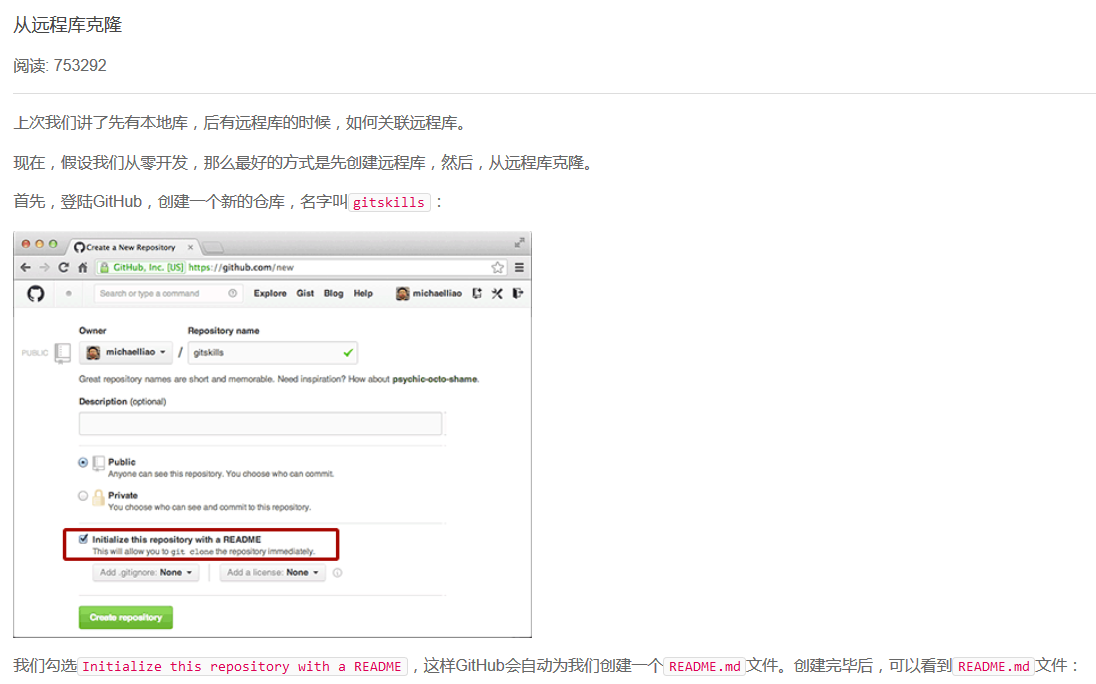 从远程库克隆
阅读: 753292
上次我们讲了先有本地库，后有远程库的时候，如何关联远程库。
现在，假设我们从零开发，那么最好的方式是先创建远程库，然后，从远程库克隆。
首先，登陆GitHub，创建一个新的仓库，名字叫gitskills：
Create a New Repository
GitHub, Inc. [US] https://github.com/new
Search or type a command Explore Gist Blog Help michaelliao
Owner Repository name
PUBLIC michaelliao / gitskills
Great repository names are short and memorable. Need inspiration? How about psychic-octo-shame.
Description (optional)
Public
Anyone can see this repository. You choose who can commit.
Private
You choose who can see and commit to this repository.
Initialize this repository with a README
This will allow you to git clone the repository immediately.
Add .gitignore: None Add a license: None
Create repository
我们勾选Initialize this repository with a README，这样GitHub会自动为我们创建一个README.md文件。创建完毕后，可以看到README.md文件：